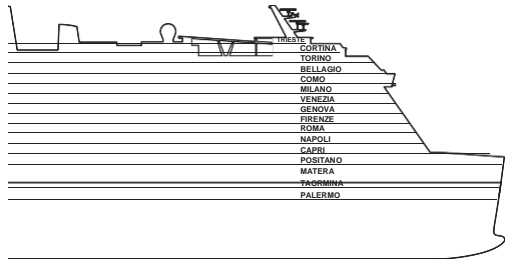 TRIESTE
CORTINA
TORINO
BELLAGIO
COMO
MILANO
VENEZIA
GENOVA
FIRENZE
ROMA
NAPOLI
CAPRI
POSITANO
MATERA
TAORMINA
PALERMO